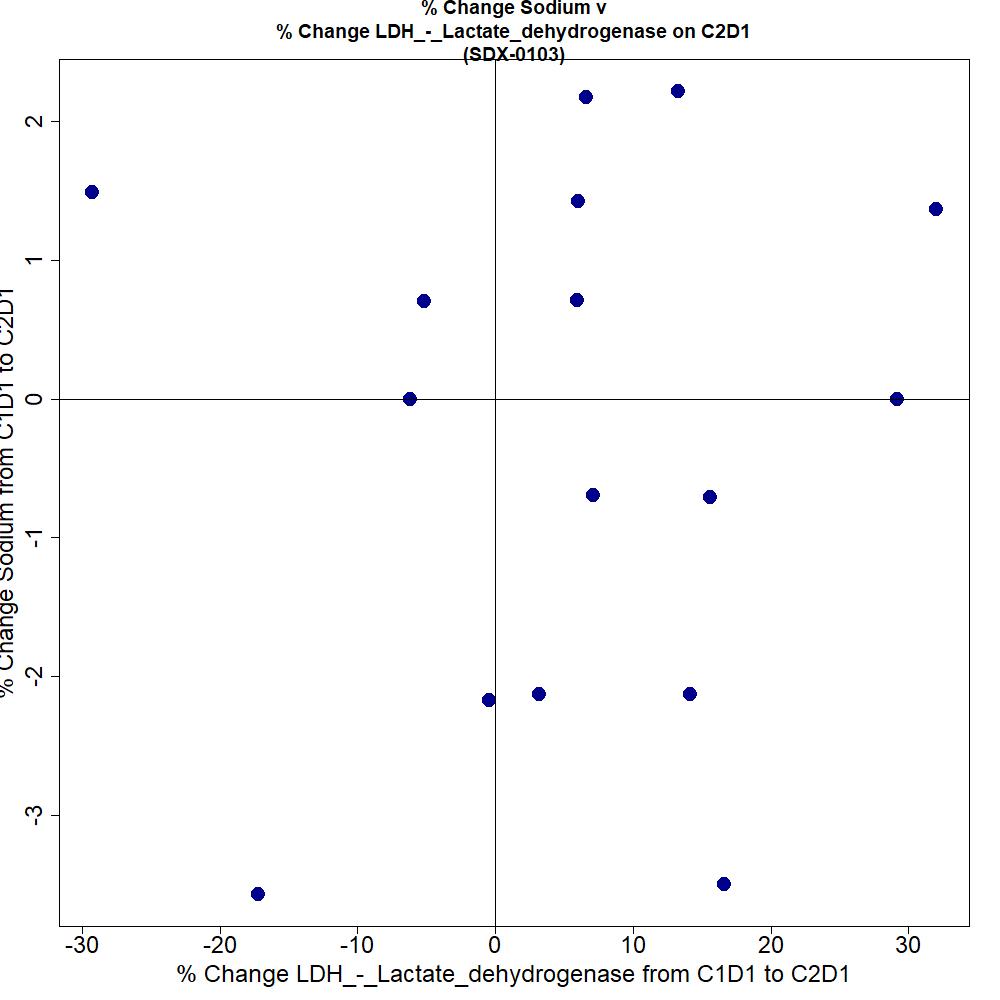 % Change Sodium v
% Change LDH_-_Lactate_dehydrogenase on C2D1
(SDX-0103)
% Change Sodium from C1D1 to C2D1
2
1
0
-1
-2
-3
-30
-20
-10
0
10
20
30
% Change LDH_-_Lactate_dehydrogenase from C1D1 to C2D1